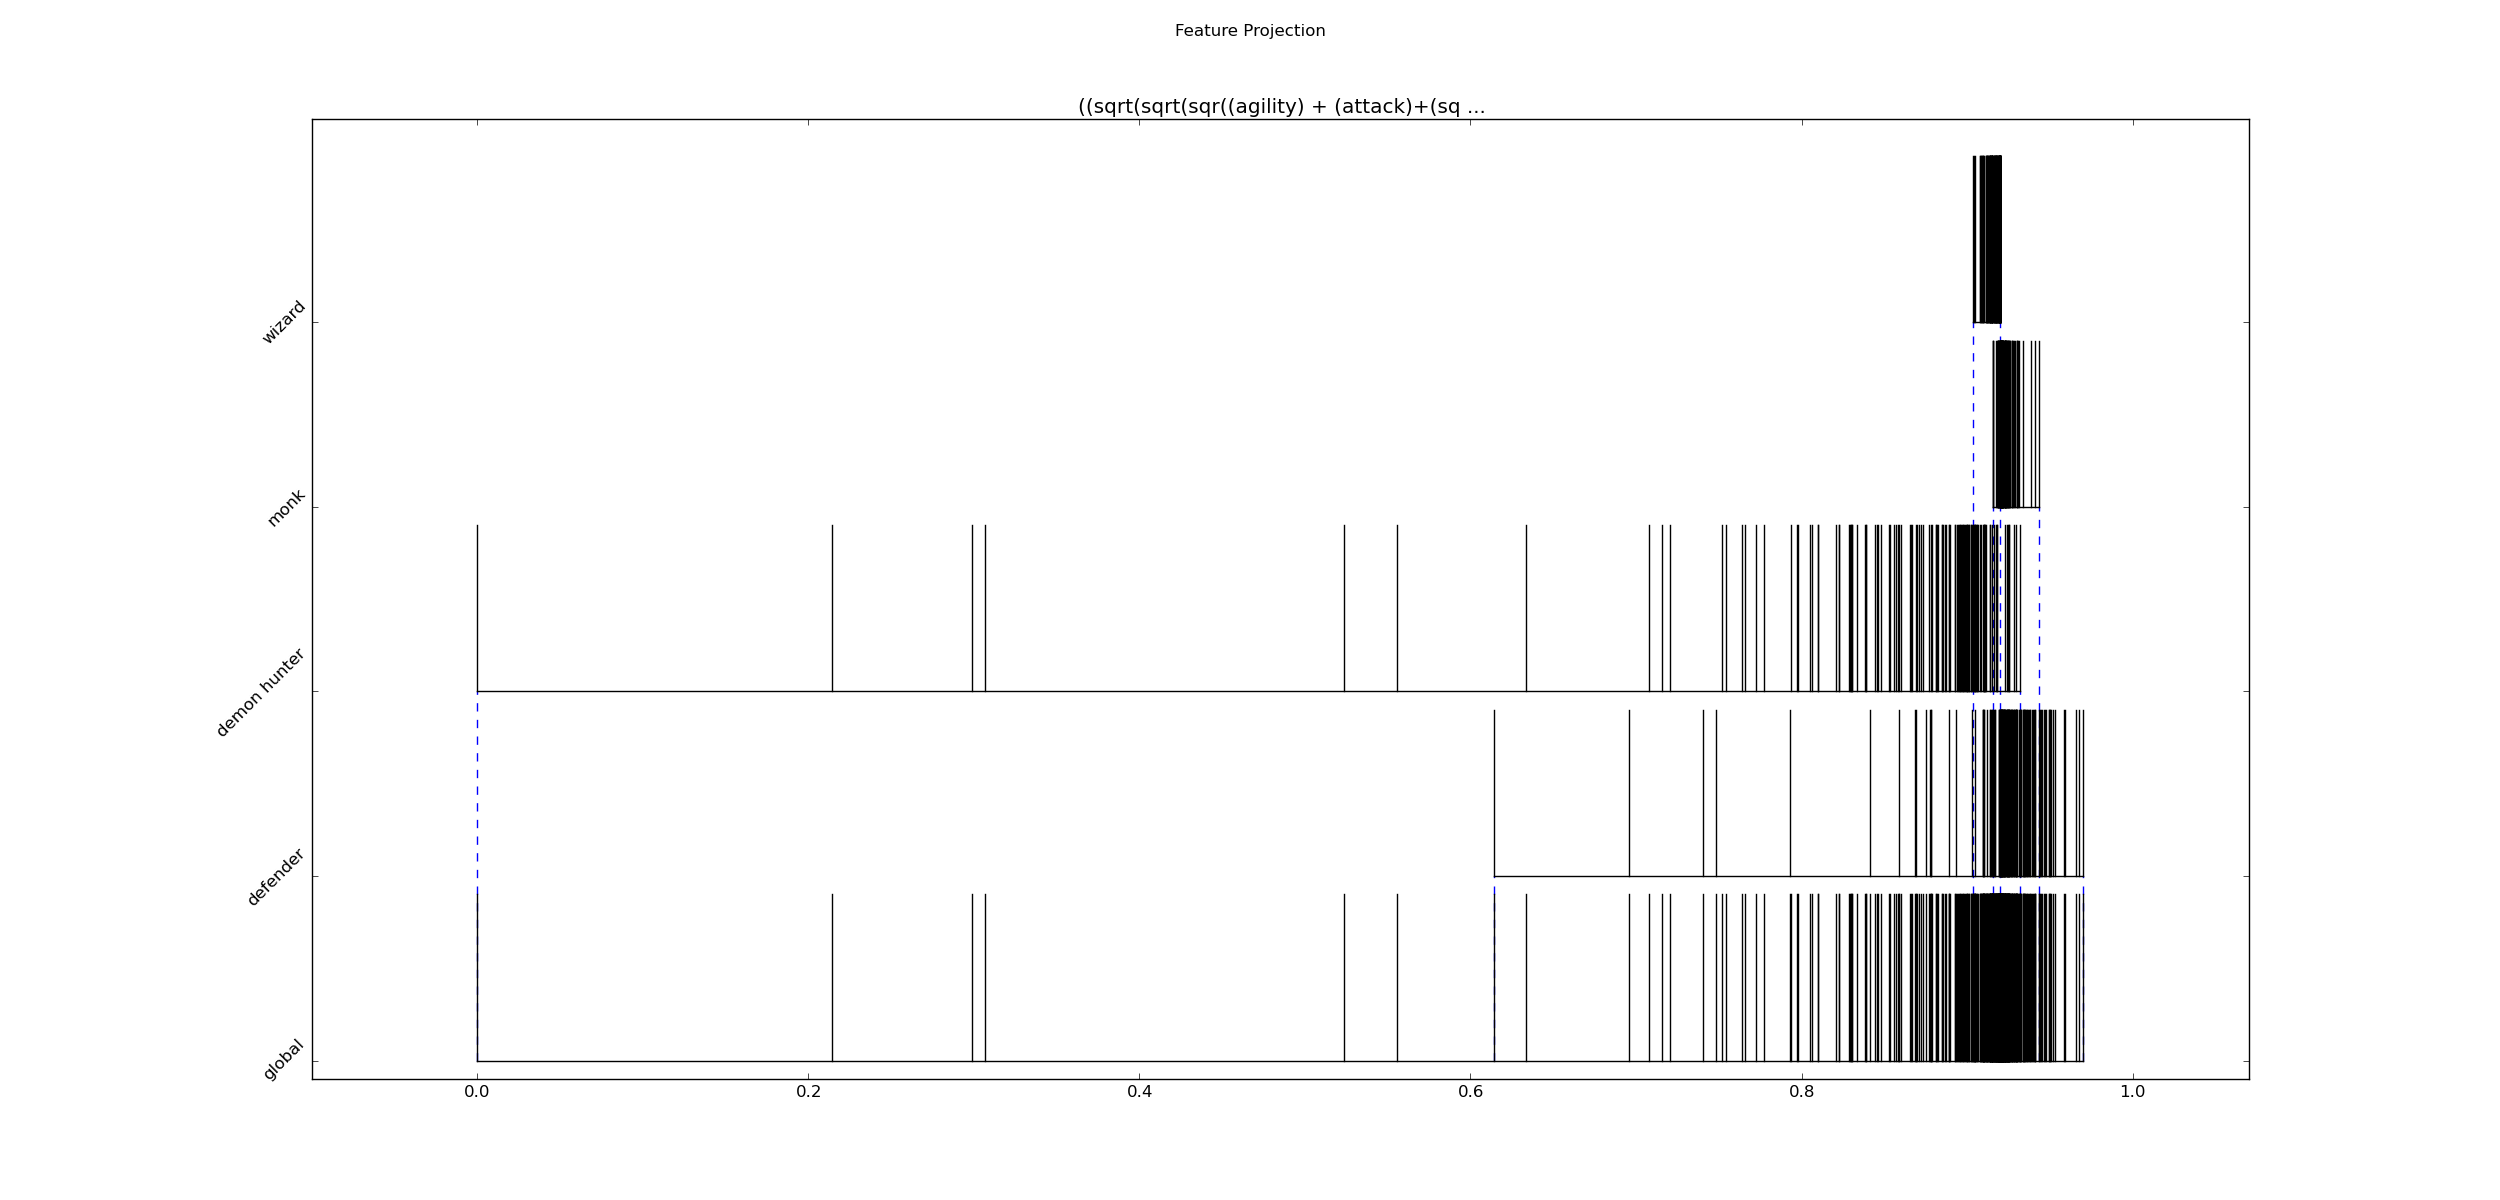 Feature Projection
((sqrt(sqrt(sqr((agility) + (attack)+(sq ...
wizard
monk
demon hunter
defender
global
0.0 0.2 0.4 0.6 0.8 1.0